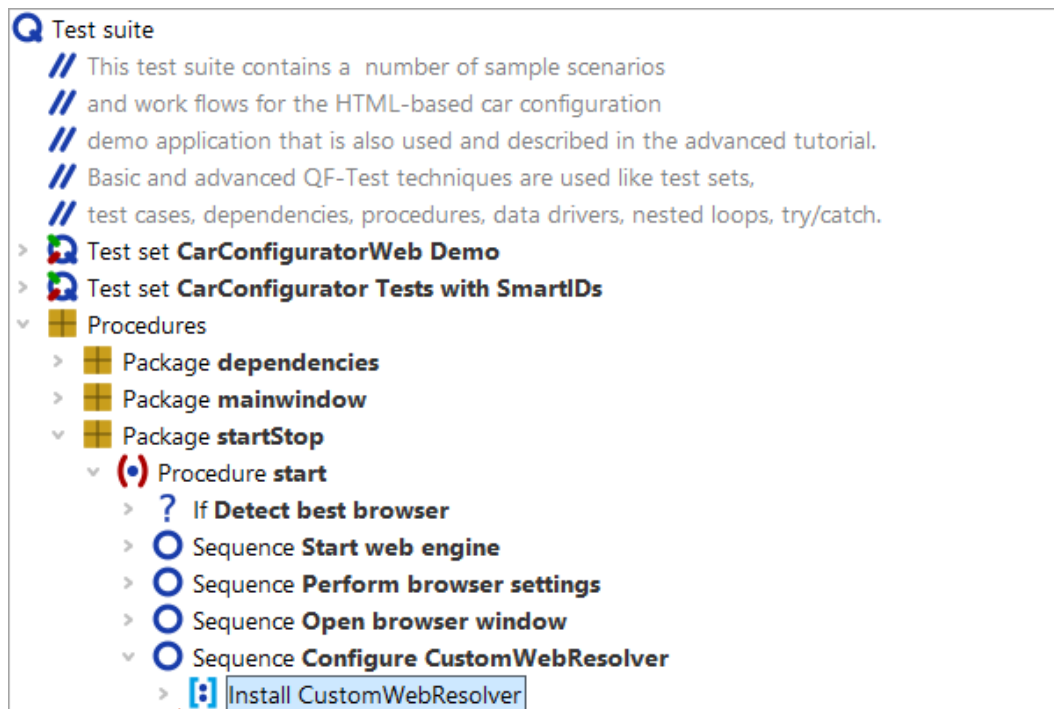 Test suite
This test suite contains a  number of sample scenarios
and work flows for the HTML-based car configuration
demo application that is also used and described in the advanced tutorial.
Basic and advanced QF-Test techniques are used like test sets,
test cases, dependencies, procedures, data drivers, nested loops, try/catch.
Test set CarConfiguratorWeb Demo
Test set CarConfigurator Tests with SmartIDs
Procedures
Package dependencies
Package mainwindow
Package startStop
Procedure start
If Detect best browser
Sequence Start web engine
Sequence Perform browser settings
Sequence Open browser window
Sequence Configure CustomWebResolver
Install CustomWebResolver